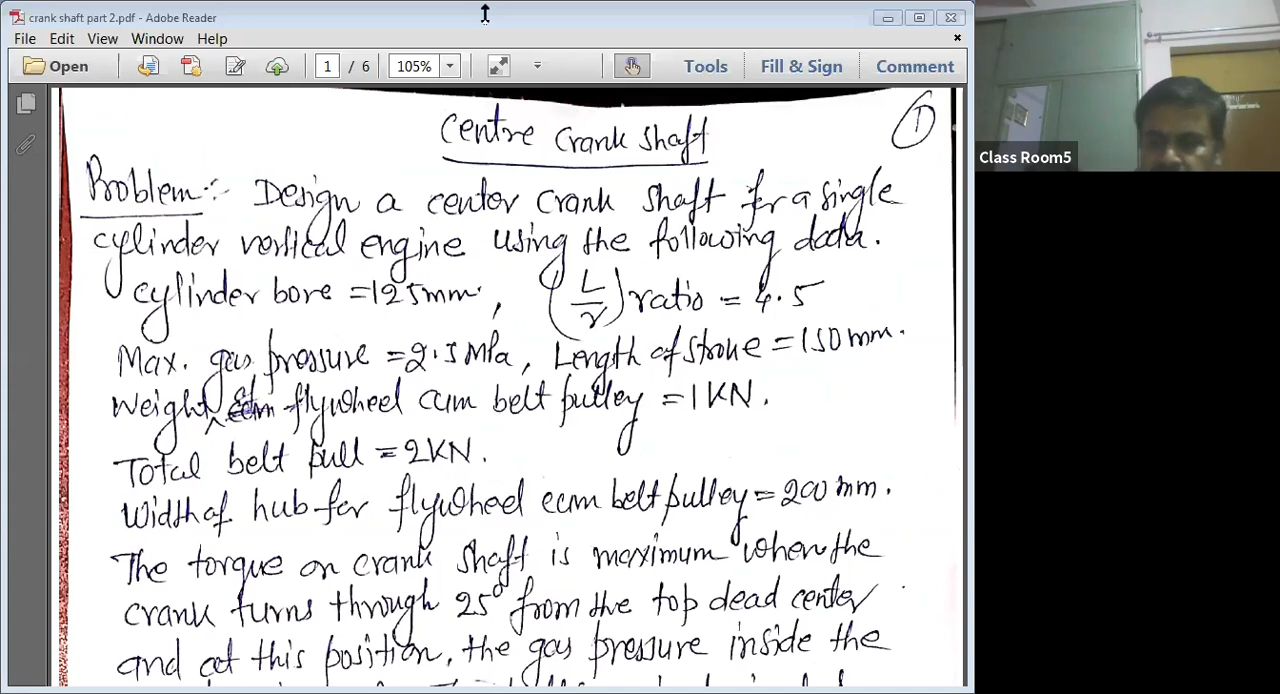 crank shaft part 2.pdf - Adobe Reader
File Edit View Window Help
Open 1 / 6 105% Tools Fill & Sign Comment
Centre Crank Shaft
1
Problem:- Design a center crank shaft for a single
cylinder vertical engine using the following data.
cylinder bore = 125mm, (L/r) ratio = 4.5
Max. gas pressure = 2.5 MPa, Length of stroke = 150 mm.
Weight of flywheel cum belt pulley = 1 KN.
Total belt pull = 2KN.
Width of hub for flywheel cum belt pulley = 200 mm.
The torque on crank shaft is maximum when the
crank turns through 25° from the top dead center
and at this position, the gas pressure inside the
Class Room5